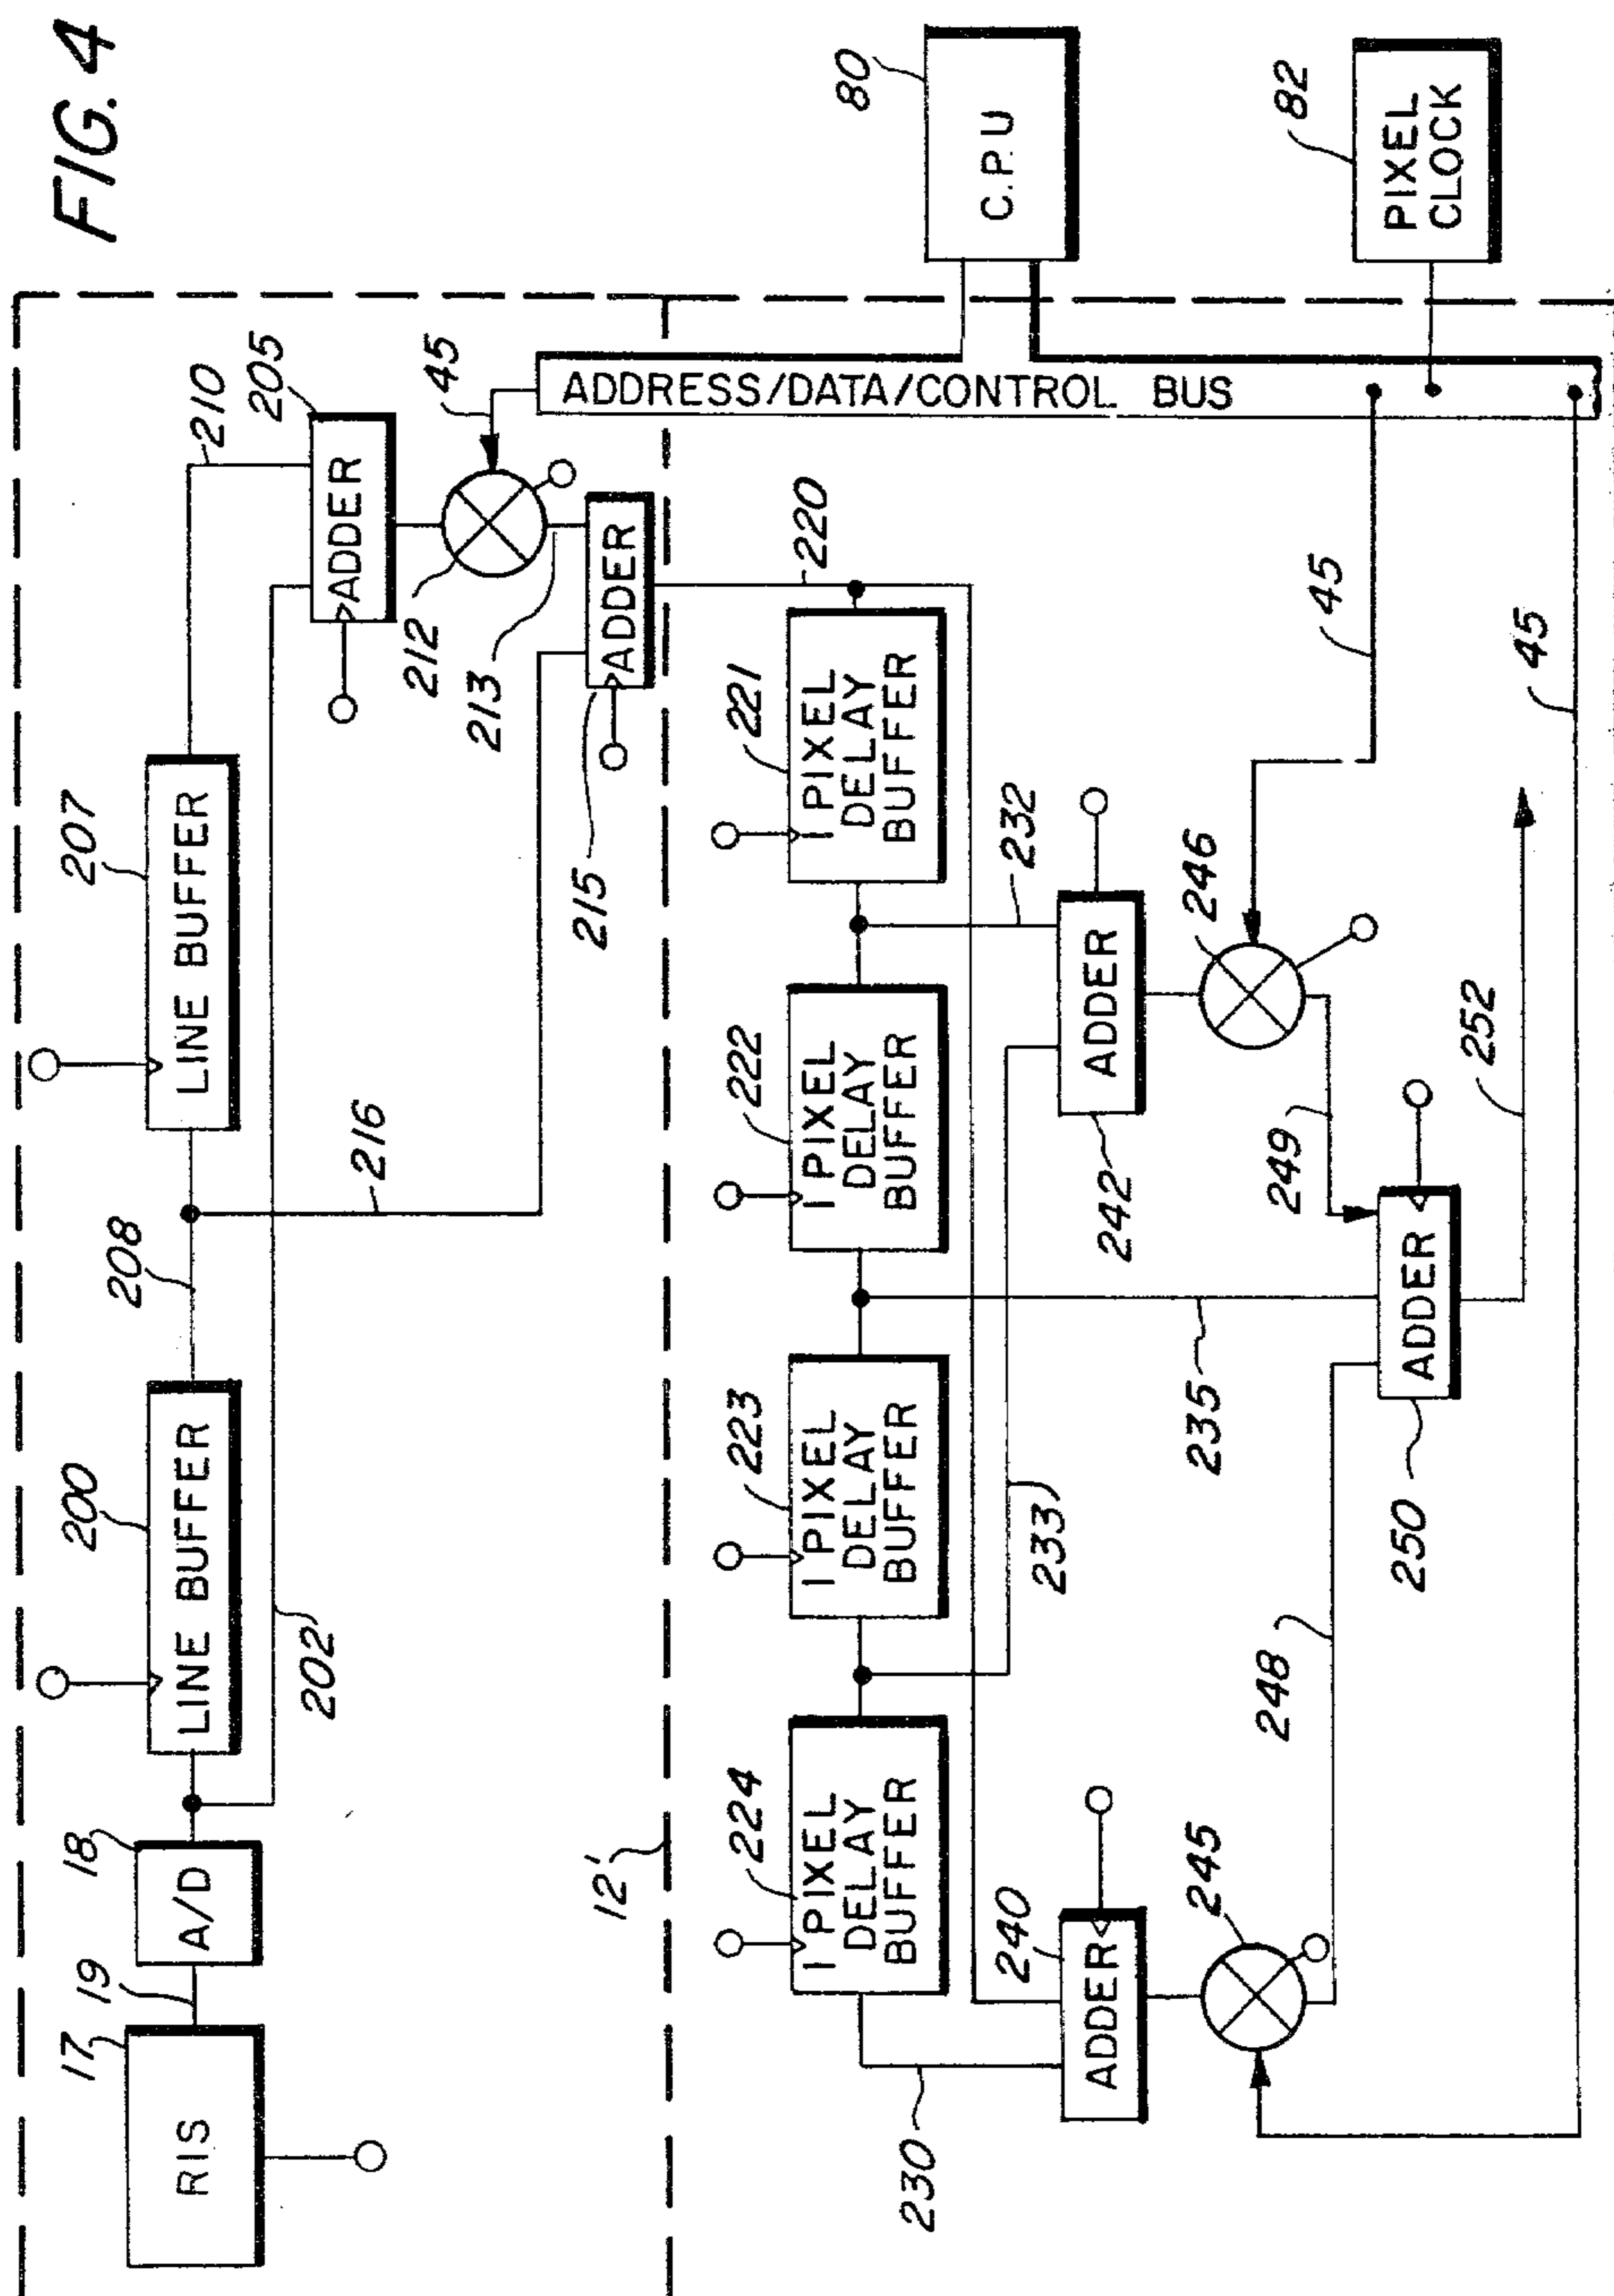 FIG. 4
17
RIS
19
18
A/D
200
LINE BUFFER
202
208
207
LINE BUFFER
216
210
205
ADDER
212
45
213
215
ADDER
12'
ADDRESS/DATA/CONTROL BUS
80
C.P.U
82
PIXEL
CLOCK
220
224
1 PIXEL
DELAY
BUFFER
223
1 PIXEL
DELAY
BUFFER
222
1 PIXEL
DELAY
BUFFER
221
1 PIXEL
DELAY
BUFFER
230
233
232
240
ADDER
242
ADDER
235
245
246
45
248
249
250
ADDER
252
45